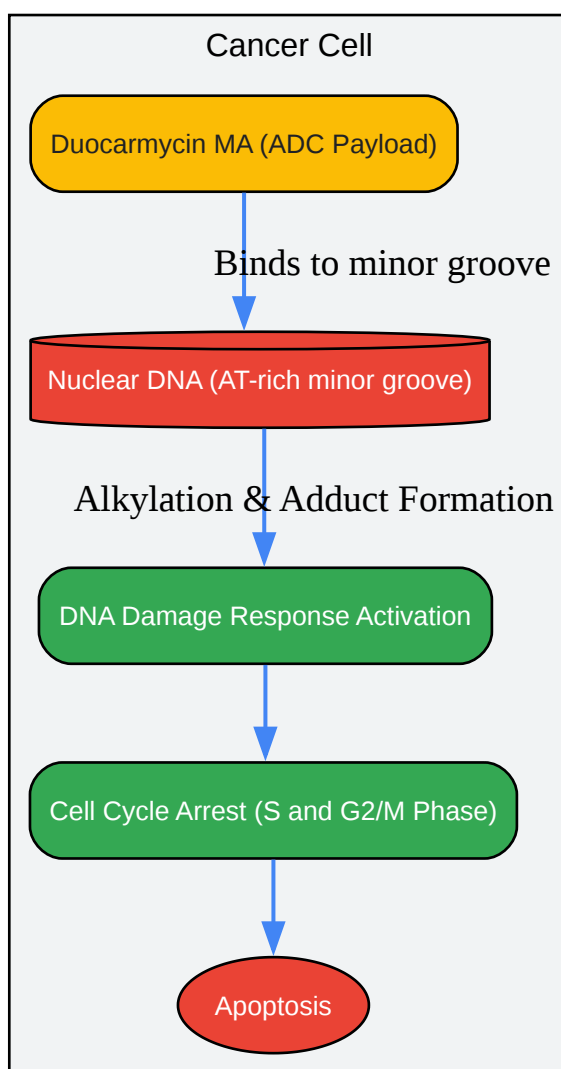 Cancer Cell
Duocarmycin MA (ADC Payload)
Binds to minor groove
Nuclear DNA (AT-rich minor groove)
Alkylation & Adduct Formation
DNA Damage Response Activation
Cell Cycle Arrest (S and G2/M Phase)
Apoptosis